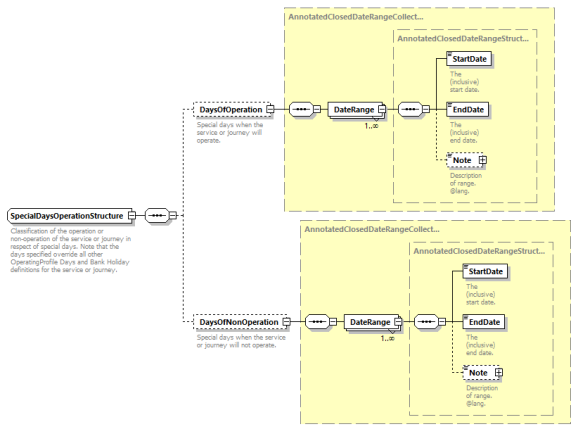 AnnotatedClosedDateRangeCollect...
AnnotatedClosedDateRangeStruct...
StartDate
The
(inclusive)
start date.
DaysOfOperation
DateRange
EndDate
1..∞
Special days when the
service or journey will
operate.
The
(inclusive)
end date.
Note
Description
of range.
@lang.
SpecialDaysOperationStructure
Classification of the operation or
non-operation of the service or journey in
respect of special days. Note that the
days specified override all other
OperatingProfile Days and Bank Holiday
definitions for the service or journey.
AnnotatedClosedDateRangeCollect...
AnnotatedClosedDateRangeStruct...
StartDate
The
(inclusive)
start date.
DaysOfNonOperation
DateRange
EndDate
1..∞
Special days when the service
or journey will not operate.
The
(inclusive)
end date.
Note
Description
of range.
@lang.